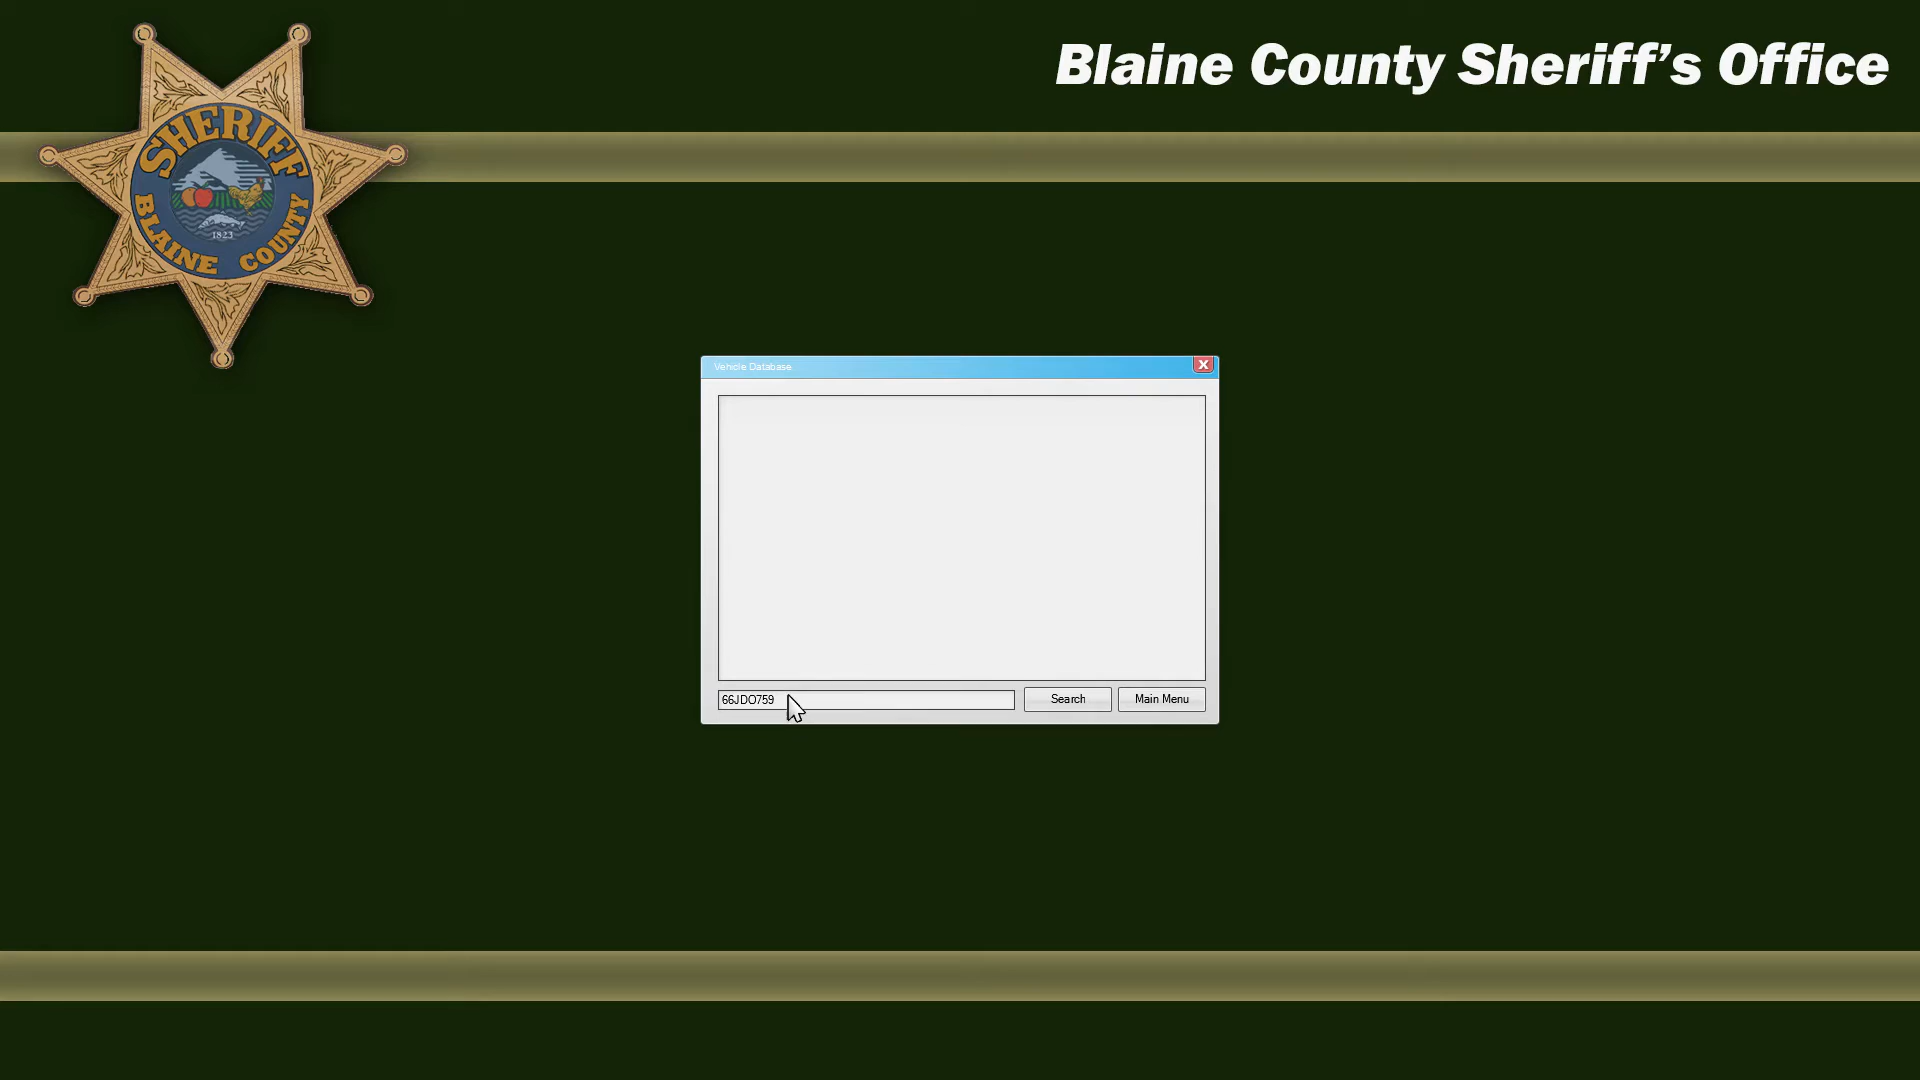 Blaine County Sheriff's Office
SHERIFF
1823
BLAINE COUNTY
Vehicle Database
66JDO759
Search
Main Menu